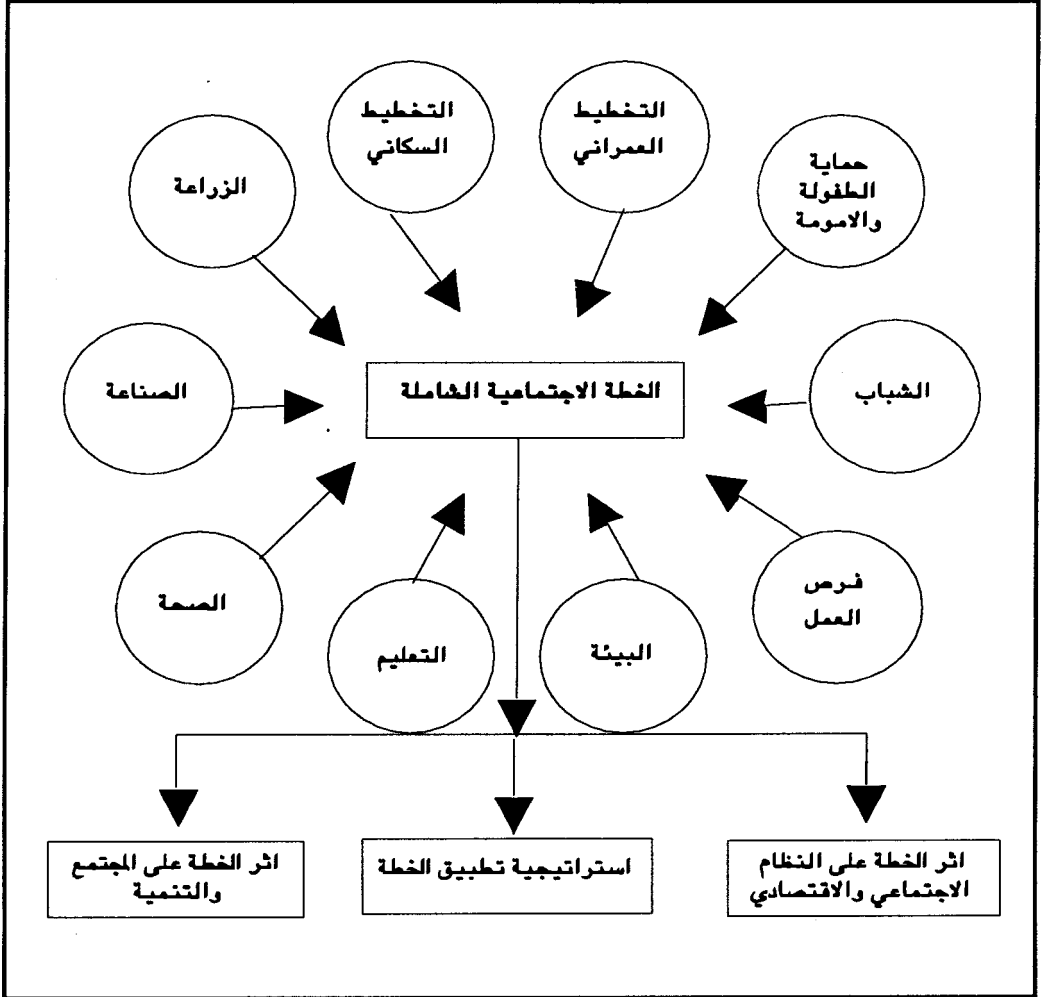 التخطيط
العمراني
التخطيط
السكاني
حماية
الطفولة
والامومة
الزراعة
الشباب
الخطة الاجتماعية الشاملة
الصناعة
فرص
العمل
البيئة
التعليم
الصحة
اثر الخطة على النظام
الاجتماعي والاقتصادي
استراتيجية تطبيق الخطة
اثر الخطة على المجتمع
والتنمية